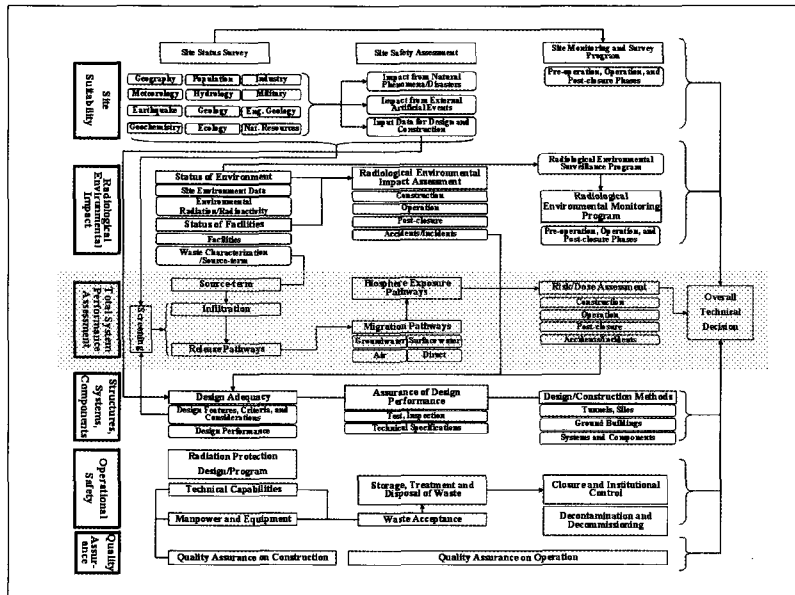 Site Status Survey
Site Safety Assessment
Site Monitoring and Survey
Program
Site
Suitability
Geography
Population
Industry
Meteorology
Hydrology
Military
Earthquake
Geology
Eng. Geology
Geochemistry
Ecology
Nat. Resources
Impact from Natural
Phenomena/Disasters
Impact from External
Artificial Events
Input Data for Design and
Construction
Pre-operation, Operation, and
Post-closure Phases
Radiological
Environmental
Impact
Status of Environment
Site Environment Data
Environmental
Radiation/Radioactivity
Status of Facilities
Facilities
Waste Characterization
/Source-term
Radiological Environmental
Impact Assessment
Construction
Operation
Post-closure
Accidents/Incidents
Radiological Environmental
Surveillance Program
Radiological
Environmental Monitoring
Program
Pre-operation, Operation, and
Post-closure Phases
Total System
Performance
Assessment
Screening
Source-term
Infiltration
Release Pathways
Biosphere Exposure
Pathways
Migration Pathways
Groundwater
Surface water
Air
Direct
Risk/Dose Assessment
Construction
Operation
Post-closure
Accidents/Incidents
Overall
Technical
Decision
Structures,
Systems,
Components
Design Adequacy
Design Features, Criteria, and
Considerations
Design Performance
Assurance of Design
Performance
Test, Inspection
Technical Specifications
Design/Construction Methods
Tunnels, Silos
Ground Buildings
Systems and Components
Operational
Safety
Radiation Protection
Design/Program
Technical Capabilities
Manpower and Equipment
Storage, Treatment and
Disposal of Waste
Waste Acceptance
Closure and Institutional
Control
Decontamination and
Decommissioning
Quality
Assur-
ance
Quality Assurance on Construction
Quality Assurance on Operation